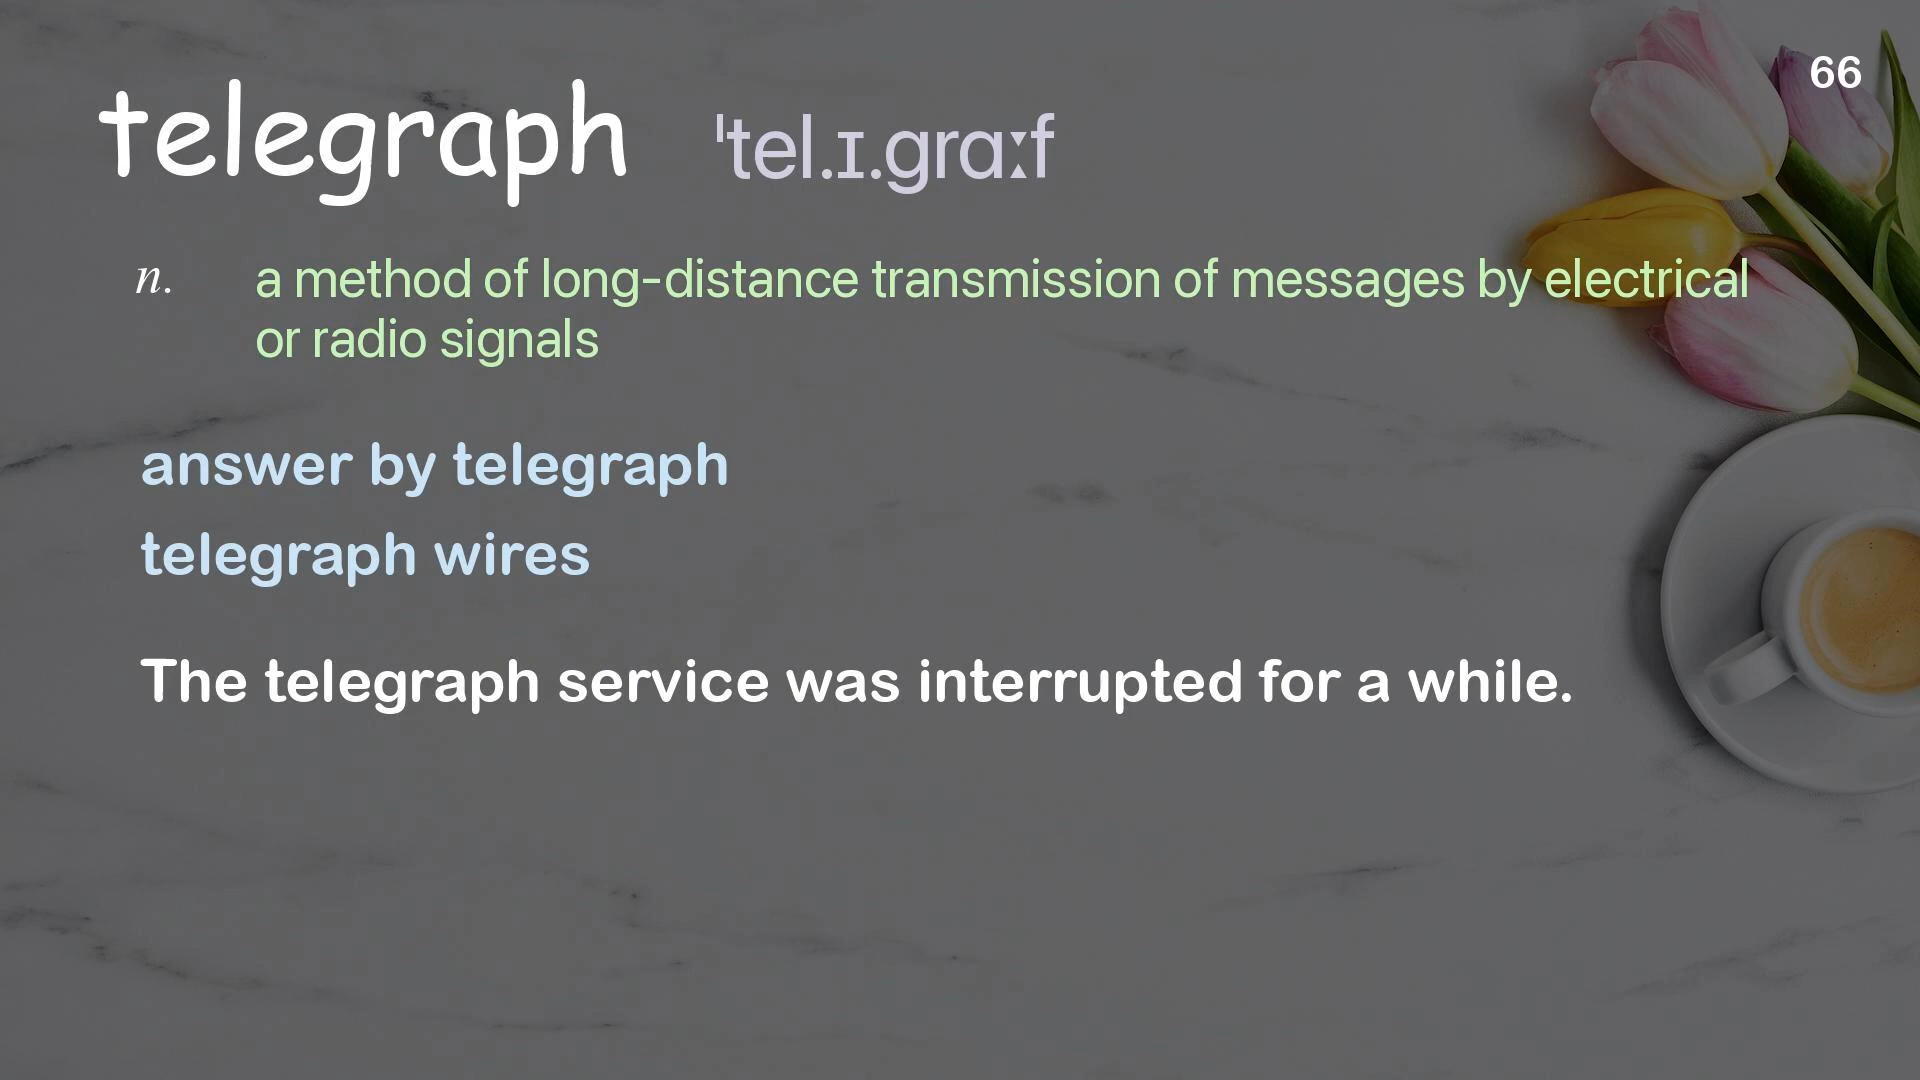 66
telegraph ˈtel.ɪ.ɡrɑːf
n. a method of long-distance transmission of messages by electrical
or radio signals
answer by telegraph
telegraph wires
The telegraph service was interrupted for a while.